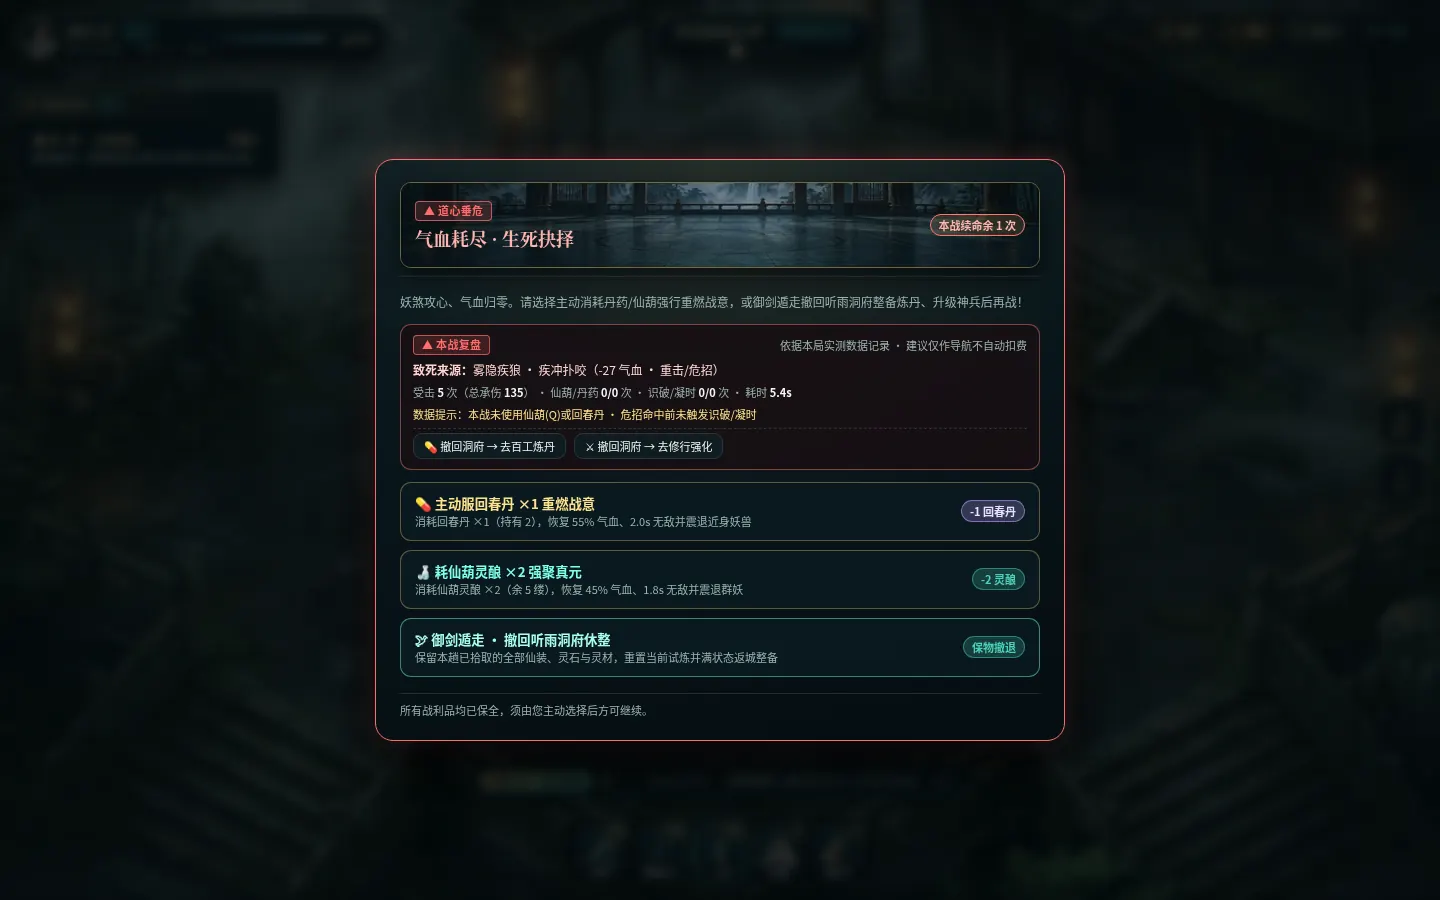 ▲ 道心垂危
气血耗尽 · 生死抉择
本战续命余 1 次
妖煞攻心、气血归零。请选择主动消耗丹药/仙葫强行重燃战意，或御剑遁走撤回听雨洞府整备炼丹、升级神兵后再战！
▲ 本战复盘
依据本局实测数据记录 · 建议仅作导航不自动扣费
致死来源：雾隐疾狼 · 疾冲扑咬（-27 气血 · 重击/危招）
受击 5 次（总承伤 135） · 仙葫/丹药 0/0 次 · 识破/凝时 0/0 次 · 耗时 5.4s
数据提示：本战未使用仙葫(Q)或回春丹 · 危招命中前未触发识破/凝时
💊 撤回洞府 → 去百工炼丹
⚔ 撤回洞府 → 去修行强化
💊 主动服回春丹 ×1 重燃战意
消耗回春丹 ×1（持有 2），恢复 55% 气血、2.0s 无敌并震退近身妖兽
-1 回春丹
🍶 耗仙葫灵酿 ×2 强聚真元
消耗仙葫灵酿 ×2（余 5 缕），恢复 45% 气血、1.8s 无敌并震退群妖
-2 灵酿
🕊 御剑遁走 · 撤回听雨洞府休整
保留本趟已拾取的全部仙装、灵石与灵材，重置当前试炼并满状态返城整备
保物撤退
所有战利品均已保全，须由您主动选择后方可继续。